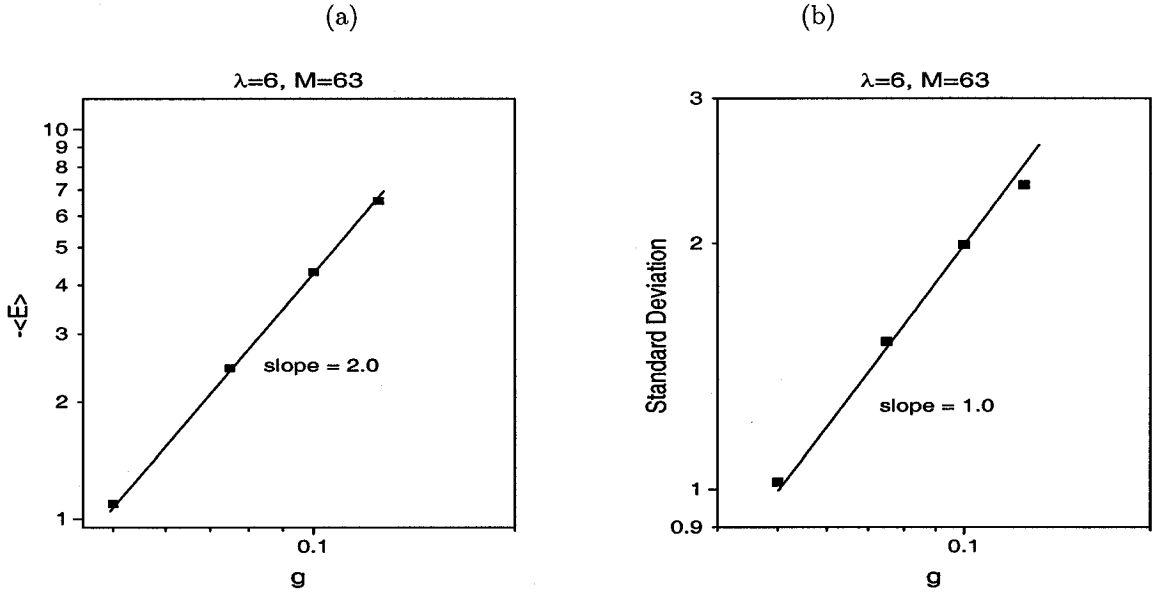 (a)
λ=6, M=63
10
9
8
7
6
5
4
3
2
1
-<E>
slope = 2.0
0.1
g
(b)
λ=6, M=63
3
2
1
0.9
Standard Deviation
slope = 1.0
0.1
g